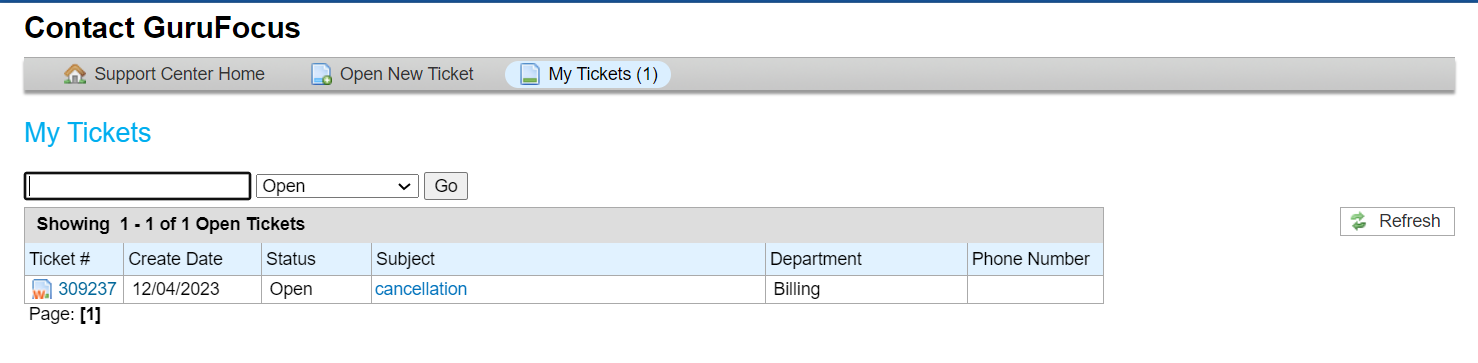 Contact GuruFocus
Support Center Home Open New Ticket My Tickets (1)
My Tickets
Open Go
Showing 1 - 1 of 1 Open Tickets Refresh
Ticket # Create Date Status Subject Department Phone Number
309237 12/04/2023 Open cancellation Billing
Page: [1]